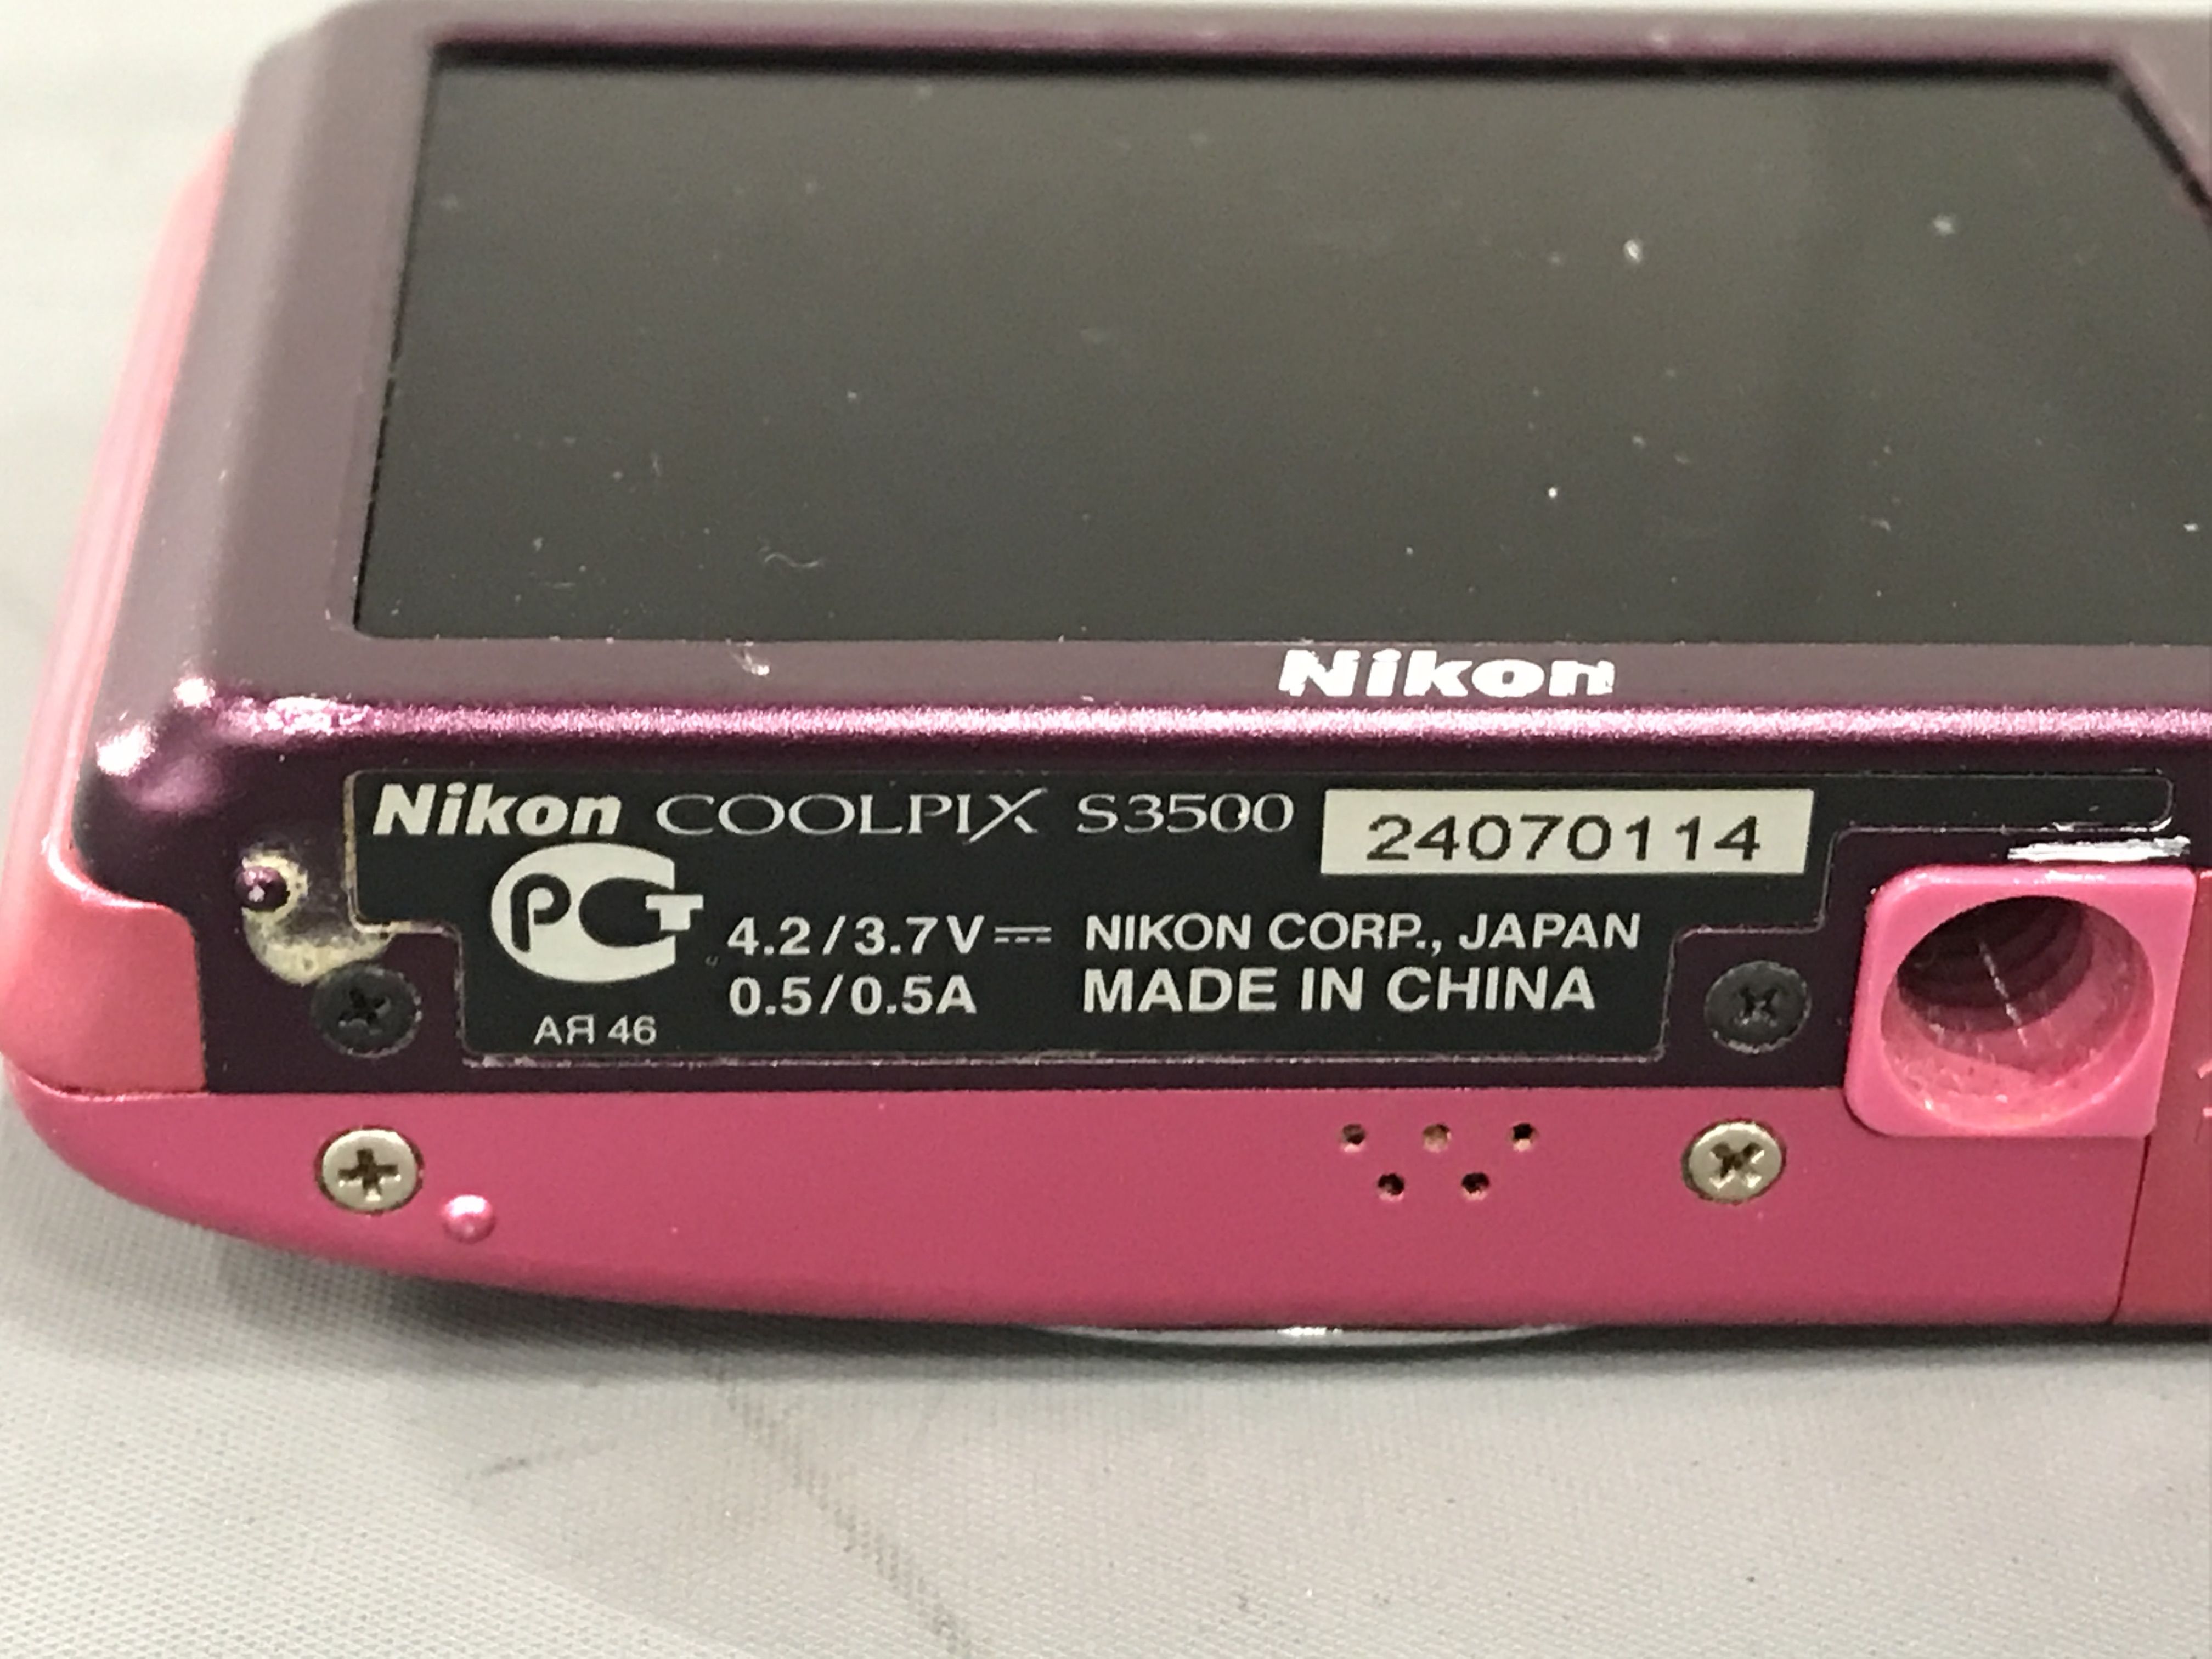 Nikon
Nikon COOLPIX S3500 24070114
РСТ
4.2/3.7V⎓ NIKON CORP., JAPAN
0.5/0.5A MADE IN CHINA
АЯ 46